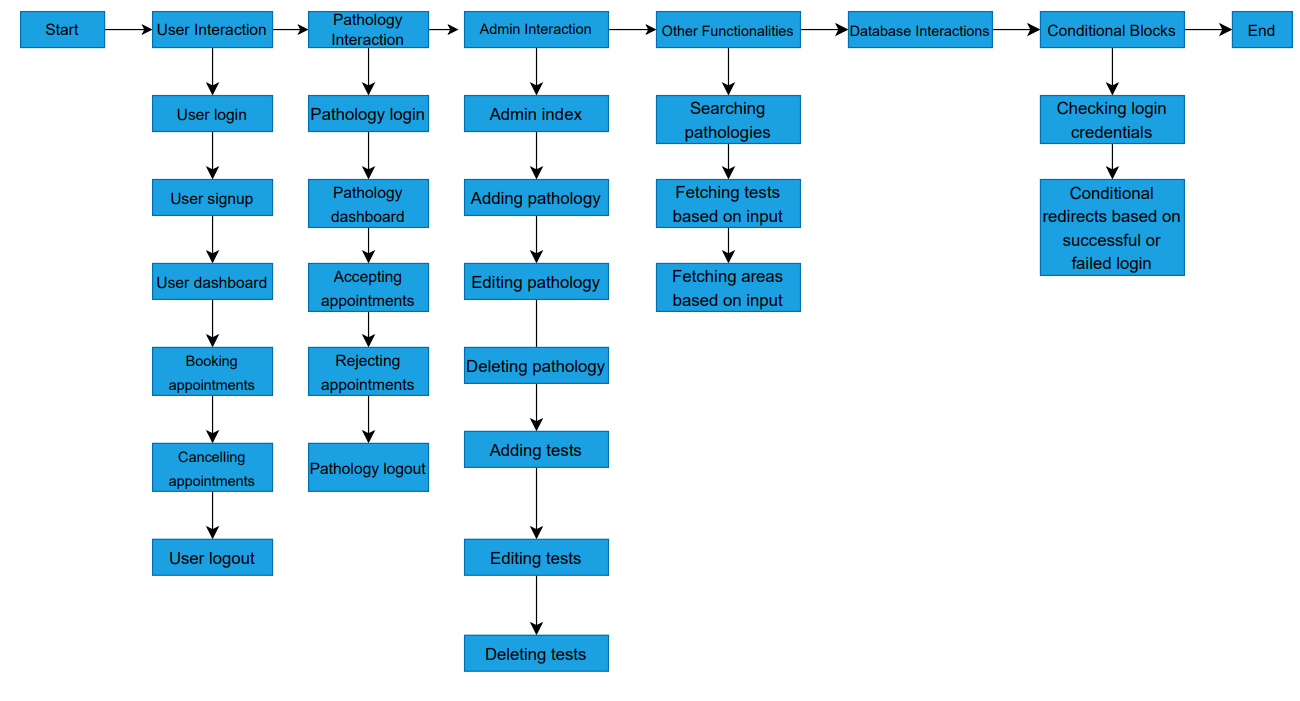 Start
User Interaction
Pathology
Interaction
Admin Interaction
Other Functionalities
Database Interactions
Conditional Blocks
End
User login
User signup
User dashboard
Booking
appointments
Cancelling
appointments
User logout
Pathology login
Pathology
dashboard
Accepting
appointments
Rejecting
appointments
Pathology logout
Admin index
Adding pathology
Editing pathology
Deleting pathology
Adding tests
Editing tests
Deleting tests
Searching
pathologies
Fetching tests
based on input
Fetching areas
based on input
Checking login
credentials
Conditional
redirects based on
successful or
failed login